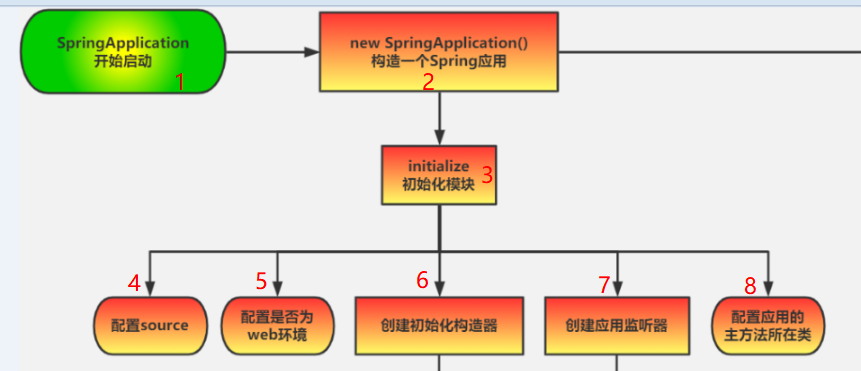 SpringApplication
开始启动
1
new SpringApplication()
构造一个Spring应用
2
initialize
初始化模块
3
4
5
6
7
8
配置source
配置是否为
web环境
创建初始化构造器
创建应用监听器
配置应用的
主方法所在类